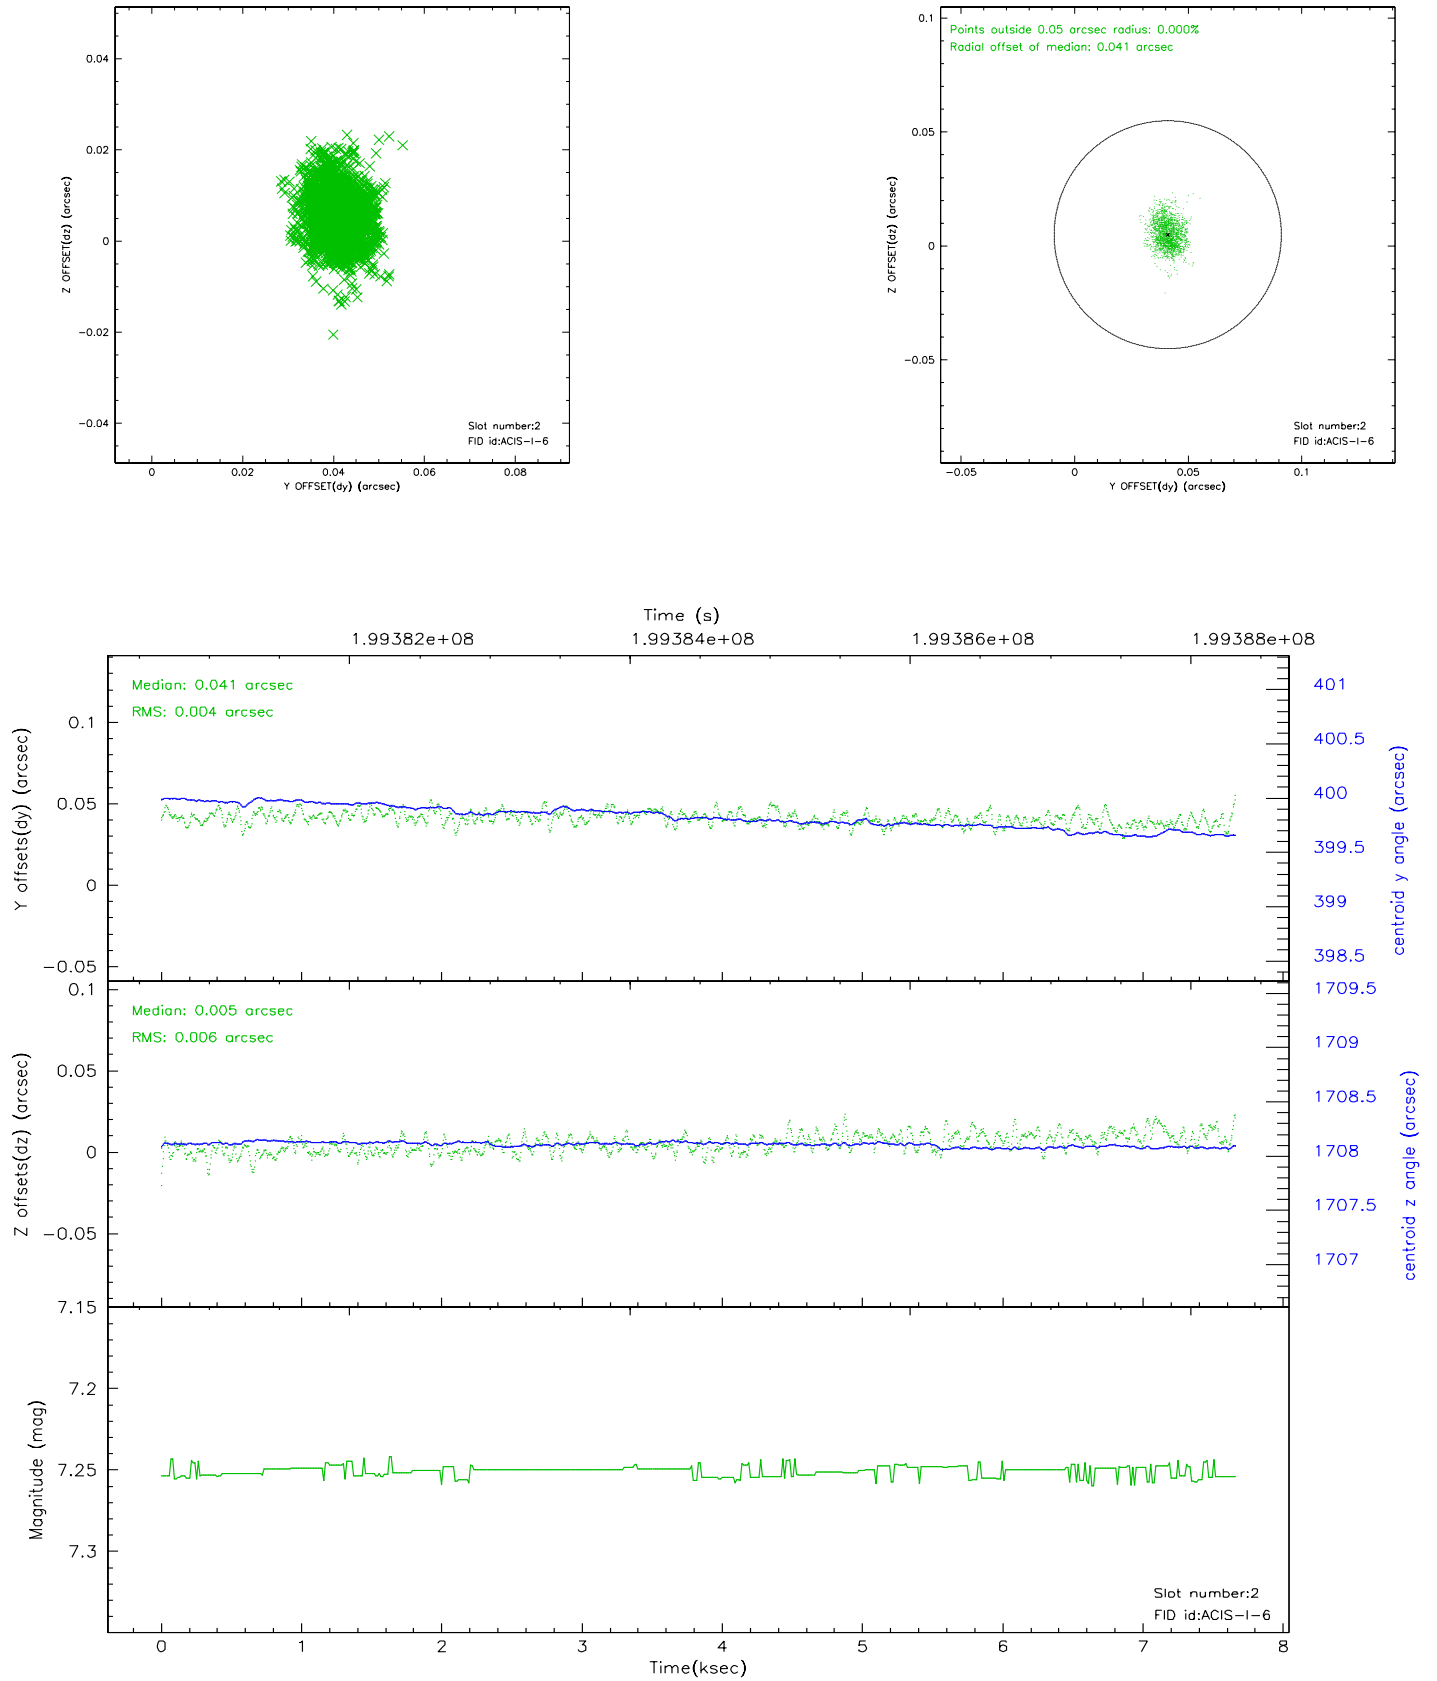 0.04
0.02
0
−0.02
−0.04
Z OFFSET(dz) (arcsec)
Slot number:2
FID id:ACIS−I−6
0 0.02 0.04 0.06 0.08
Y OFFSET(dy) (arcsec)
Points outside 0.05 arcsec radius: 0.000%
Radial offset of median: 0.041 arcsec
0.1
0.05
0
−0.05
Z OFFSET(dz) (arcsec)
Slot number:2
FID id:ACIS−I−6
−0.05 0 0.05 0.1
Y OFFSET(dy) (arcsec)
Time (s)
1.99382e+08 1.99384e+08 1.99386e+08 1.99388e+08
Median: 0.041 arcsec
RMS: 0.004 arcsec
0.1
0.05
0
−0.05
Y offsets(dy) (arcsec)
401
400.5
400
399.5
399
398.5
centroid y angle (arcsec)
Median: 0.005 arcsec
RMS: 0.006 arcsec
0.1
0.05
0
−0.05
Z offsets(dz) (arcsec)
1709.5
1709
1708.5
1708
1707.5
1707
centroid z angle (arcsec)
7.15
7.2
7.25
7.3
Magnitude (mag)
Slot number:2
FID id:ACIS−I−6
0 1 2 3 4 5 6 7 8
Time(ksec)